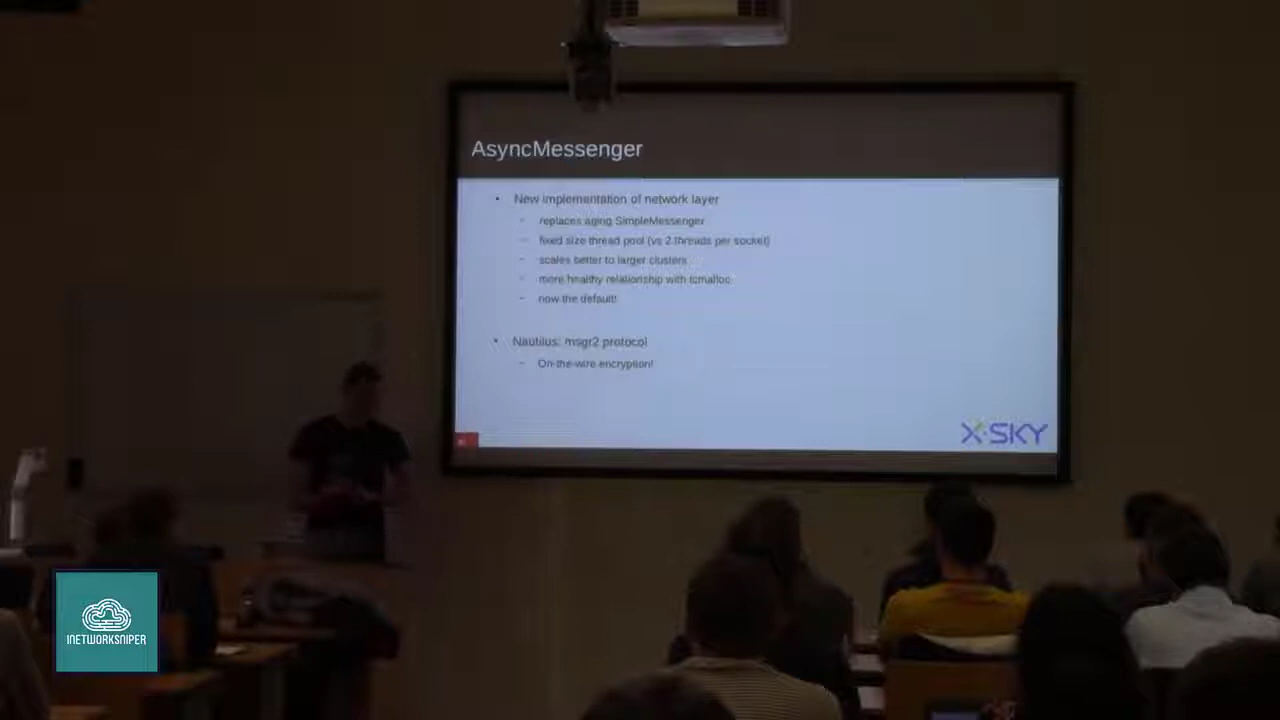 AsyncMessenger
• New implementation of network layer
– replaces aging SimpleMessenger
– fixed size thread pool (vs 2 threads per socket)
– scales better to larger clusters
– more healthy relationship with tcmalloc
– now the default!
• Nautilus: msgr2 protocol
– On-the-wire encryption!
X·SKY
INETWORKSNIPER